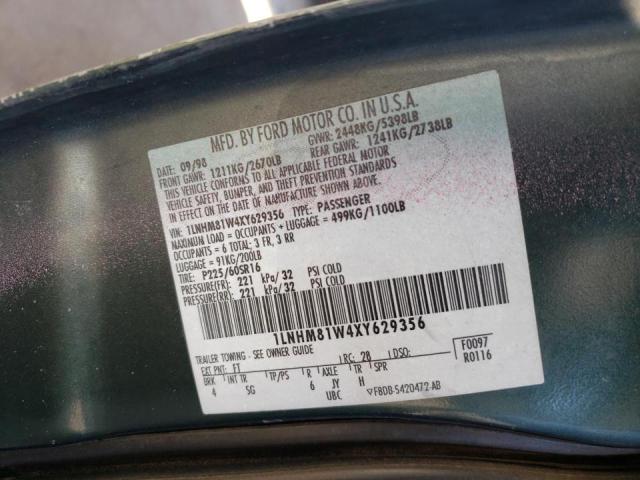 MFD. BY FORD MOTOR CO. IN U.S.A.
DATE: 09/98 GVWR: 2448KG/5398LB
FRONT GAWR: 1211KG/2670LB REAR GAWR: 1241KG/2738LB
THIS VEHICLE CONFORMS TO ALL APPLICABLE FEDERAL MOTOR
VEHICLE SAFETY, BUMPER, AND THEFT PREVENTION STANDARDS
IN EFFECT ON THE DATE OF MANUFACTURE SHOWN ABOVE
VIN: 1LNHM81W4XY629356 TYPE: PASSENGER
MAXIMUM LOAD = OCCUPANTS + LUGGAGE = 499KG/1100LB
OCCUPANTS = 6 TOTAL; 3 FR, 3 RR
LUGGAGE = 91KG/200LB
TIRE: P225/60SR16
PRESSURE(FR): 221 kPa/ 32 PSI COLD
PRESSURE(RR): 221 kPa/ 32 PSI COLD
1LNHM81W4XY629356
TRAILER TOWING - SEE OWNER GUIDE
EXT PNT: FT RC: 28 DSO: F0097
BRK INT TR TP/PS R AXLE TR SPR R0116
4 SG 6 JY H
UBC F8DB-5420472-AB